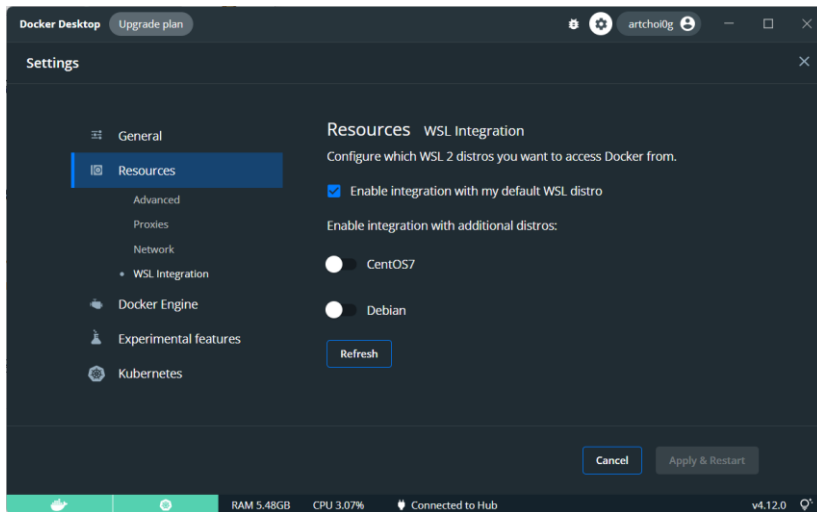 Docker Desktop Upgrade plan artchoi0g
Settings
General
Resources
Advanced
Proxies
Network
WSL Integration
Docker Engine
Experimental features
Kubernetes
Resources WSL Integration
Configure which WSL 2 distros you want to access Docker from.
Enable integration with my default WSL distro
Enable integration with additional distros:
CentOS7
Debian
Refresh
Cancel Apply & Restart
RAM 5.48GB CPU 3.07% Connected to Hub v4.12.0